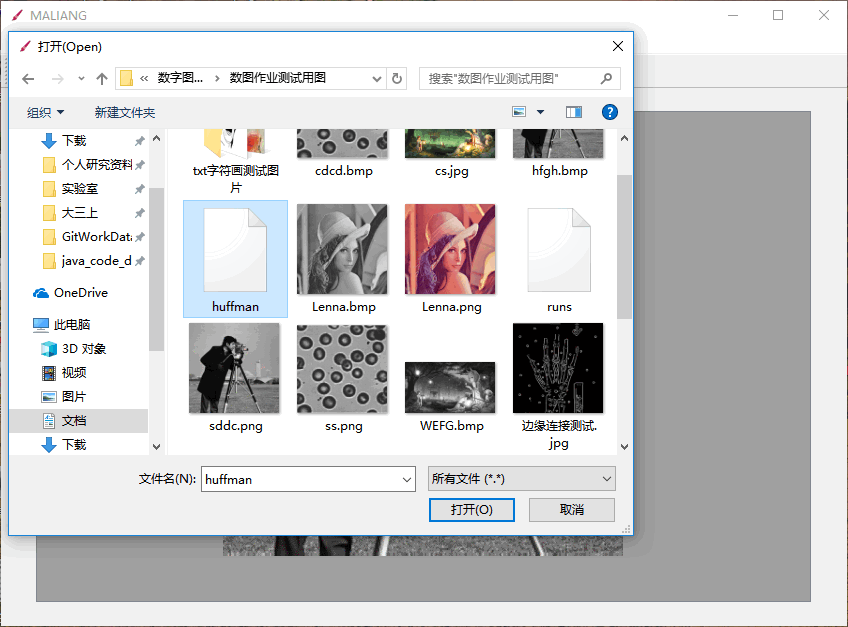 MALIANG
打开(Open)
« 数字图... › 数图作业测试用图
搜索"数图作业测试用图"
组织
新建文件夹
下载
个人研究资料
实验室
大三上
GitWorkData
java_code_d
OneDrive
此电脑
3D 对象
视频
图片
文档
下载
txt字符画测试图
片
cdcd.bmp
cs.jpg
hfgh.bmp
huffman
Lenna.bmp
Lenna.png
runs
sddc.png
ss.png
WEFG.bmp
边缘连接测试.
jpg
文件名(N):
huffman
所有文件 (*.*)
打开(O)
取消